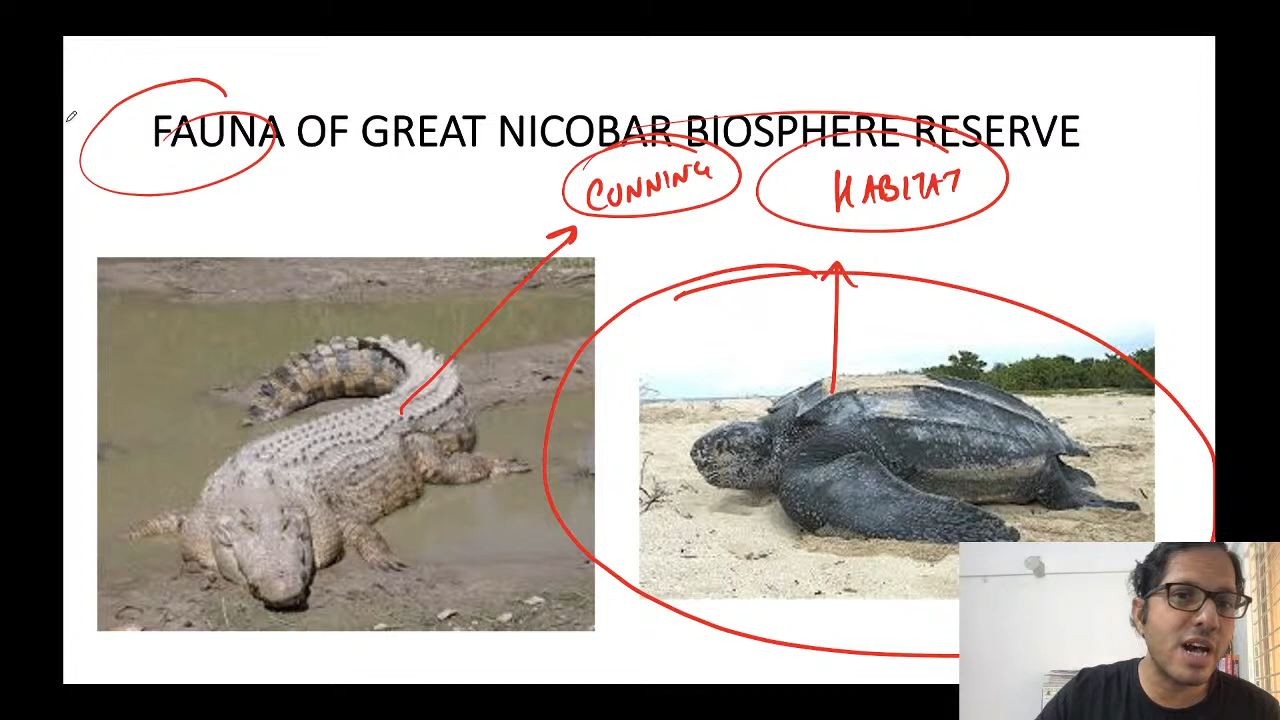 FAUNA OF GREAT NICOBAR BIOSPHERE RESERVE
CUNNING HABITAT